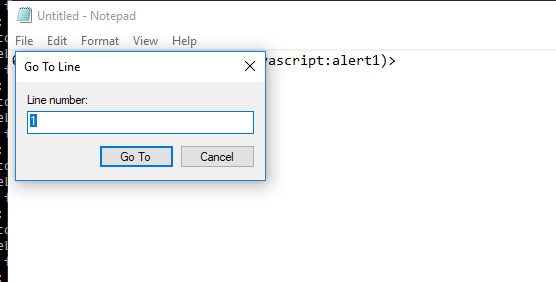 Untitled - Notepad
File Edit Format View Help
vascript:alert1)>
Go To Line
Line number:
1
Go To
Cancel